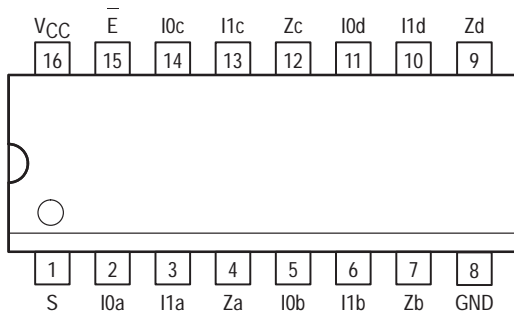 VCC E̅ I0c I1c Zc I0d I1d Zd
16 15 14 13 12 11 10 9
1 2 3 4 5 6 7 8
S I0a I1a Za I0b I1b Zb GND